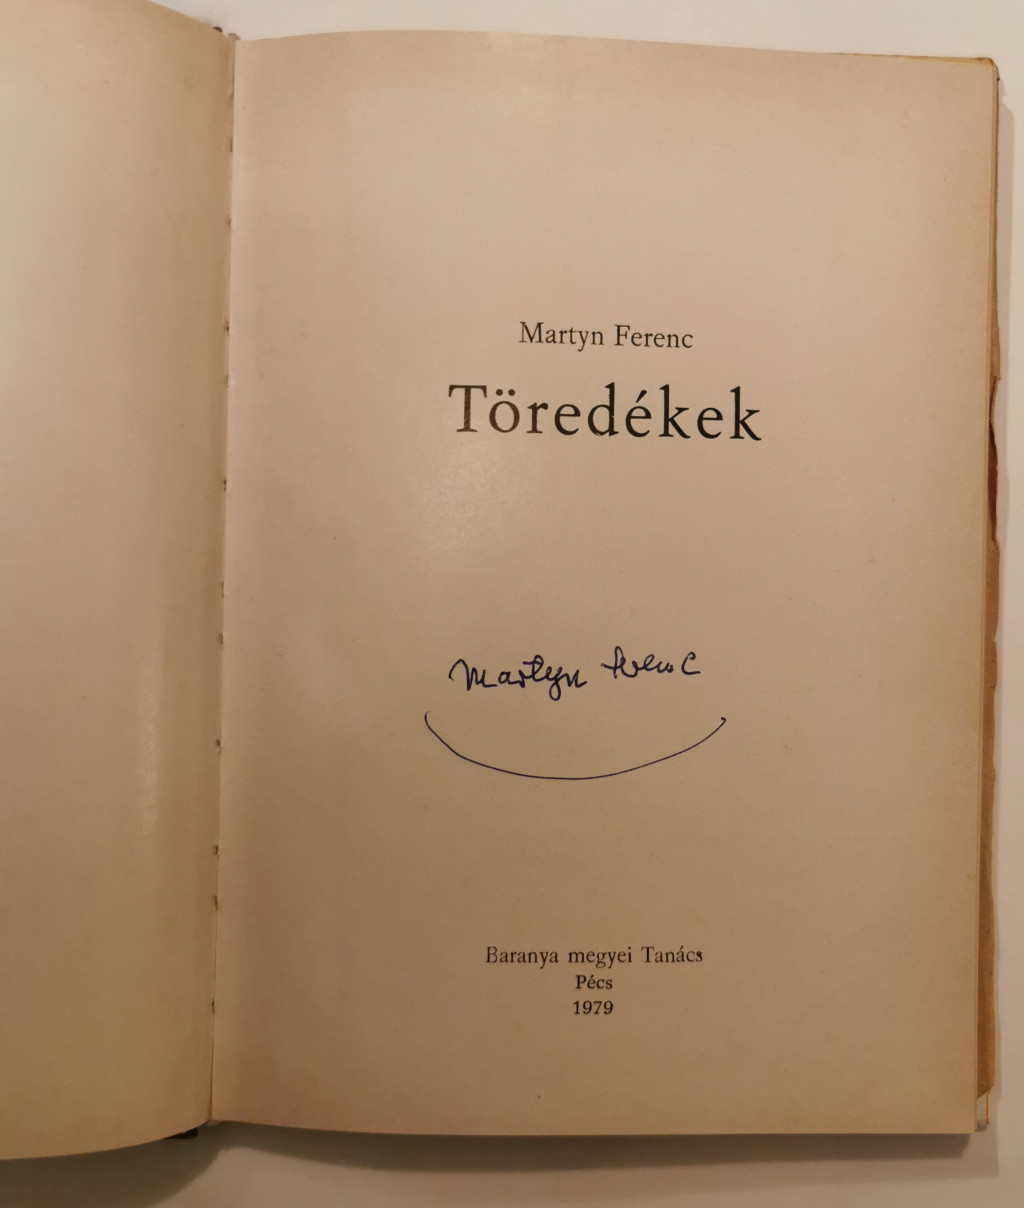 Martyn Ferenc
Töredékek
Martyn Ferenc
Baranya megyei Tanács
Pécs
1979